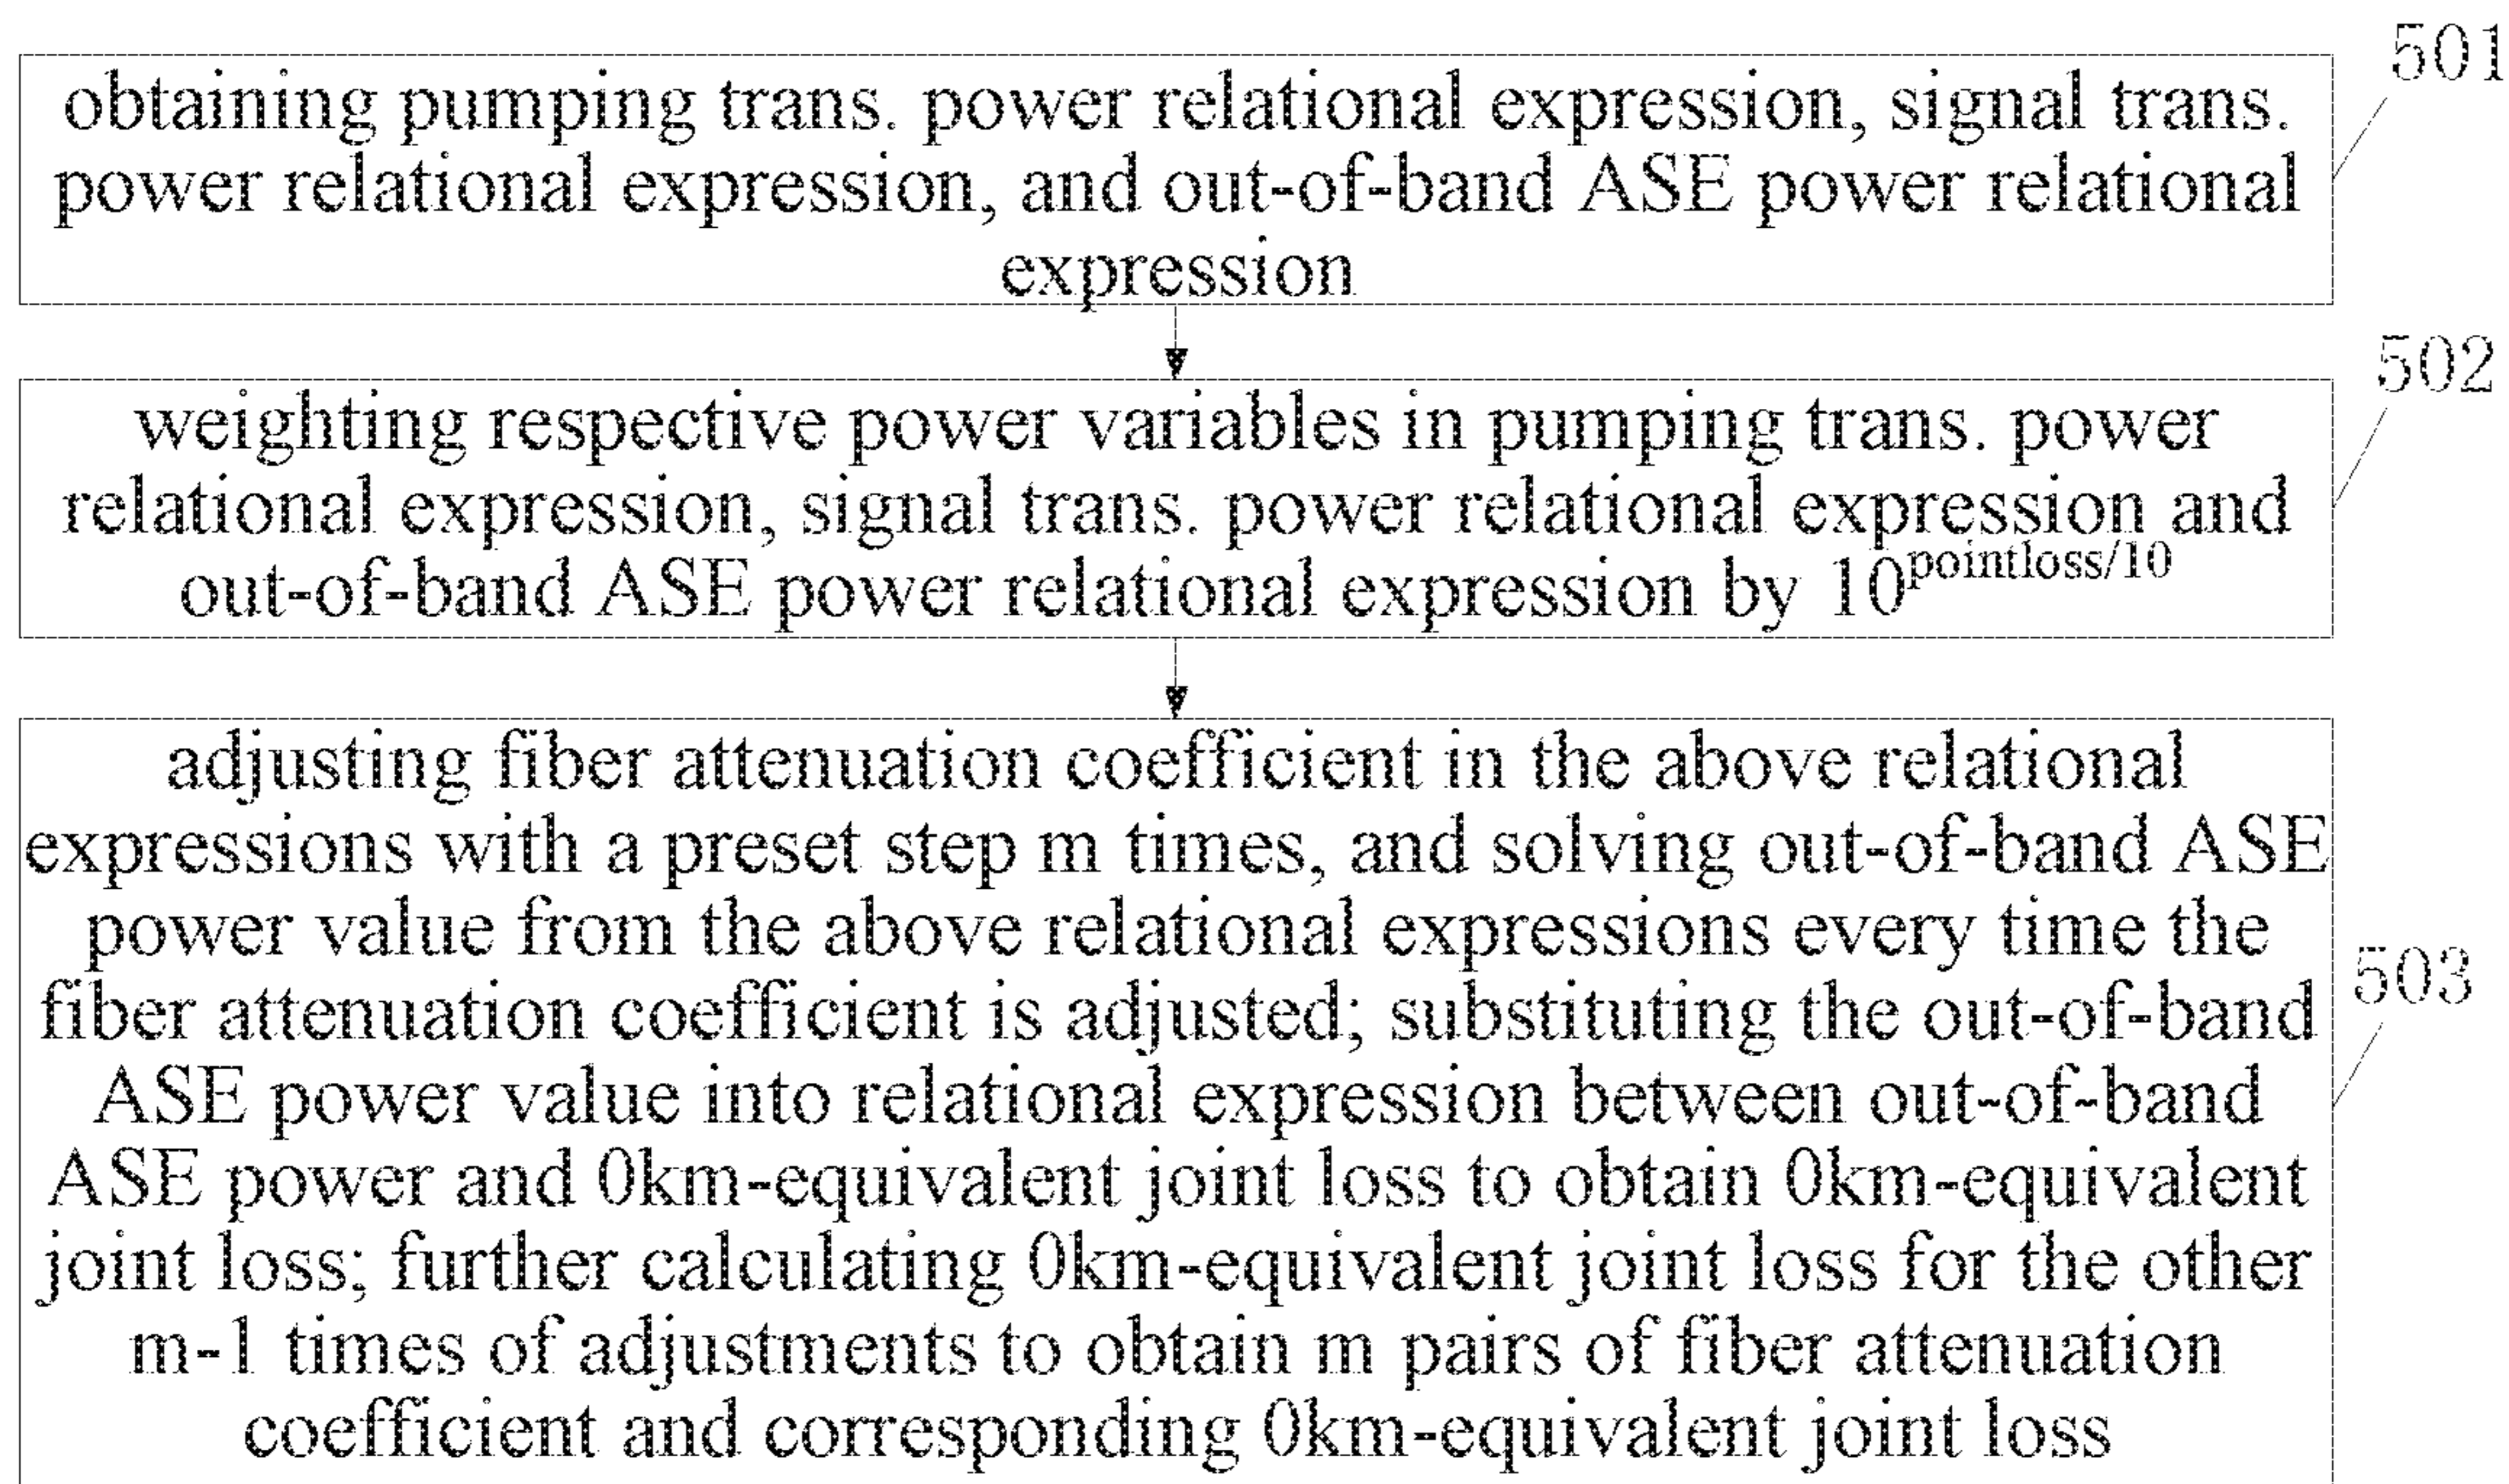 501
obtaining pumping trans. power relational expression, signal trans.
power relational expression, and out-of-band ASE power relational
expression
502
weighting respective power variables in pumping trans. power
relational expression, signal trans. power relational expression and
out-of-band ASE power relational expression by 10^pointloss/10
adjusting fiber attenuation coefficient in the above relational
expressions with a preset step m times, and solving out-of-band ASE
power value from the above relational expressions every time the
fiber attenuation coefficient is adjusted; substituting the out-of-band
503
ASE power value into relational expression between out-of-band
ASE power and 0km-equivalent joint loss to obtain 0km-equivalent
joint loss; further calculating 0km-equivalent joint loss for the other
m-1 times of adjustments to obtain m pairs of fiber attenuation
coefficient and corresponding 0km-equivalent joint loss